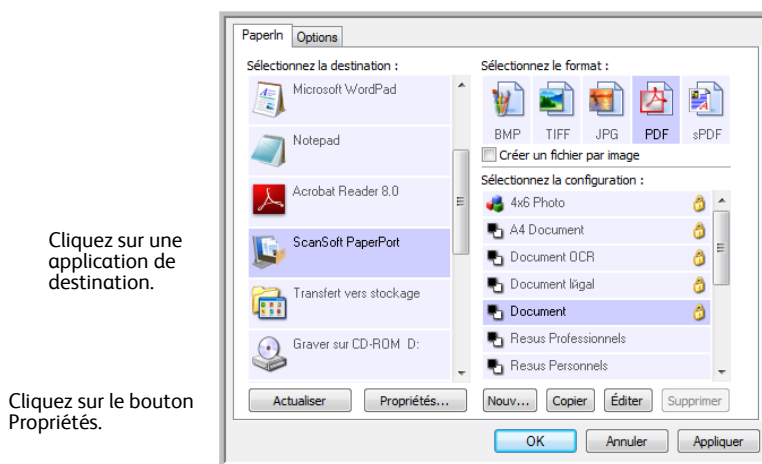 PaperIn Options
Sélectionnez la destination :
Microsoft WordPad
Notepad
Acrobat Reader 8.0
ScanSoft PaperPort
Transfert vers stockage
Graver sur CD-ROM D:
Actualiser Propriétés...
Sélectionnez le format :
BMP TIFF JPG PDF sPDF
Créer un fichier par image
Sélectionnez la configuration :
4x6 Photo
A4 Document
Document OCR
Document lйgal
Document
Reзus Professionnels
Reзus Personnels
Nouv... Copier Éditer Supprimer
OK Annuler Appliquer
Cliquez sur une
application de
destination.
Cliquez sur le bouton
Propriétés.